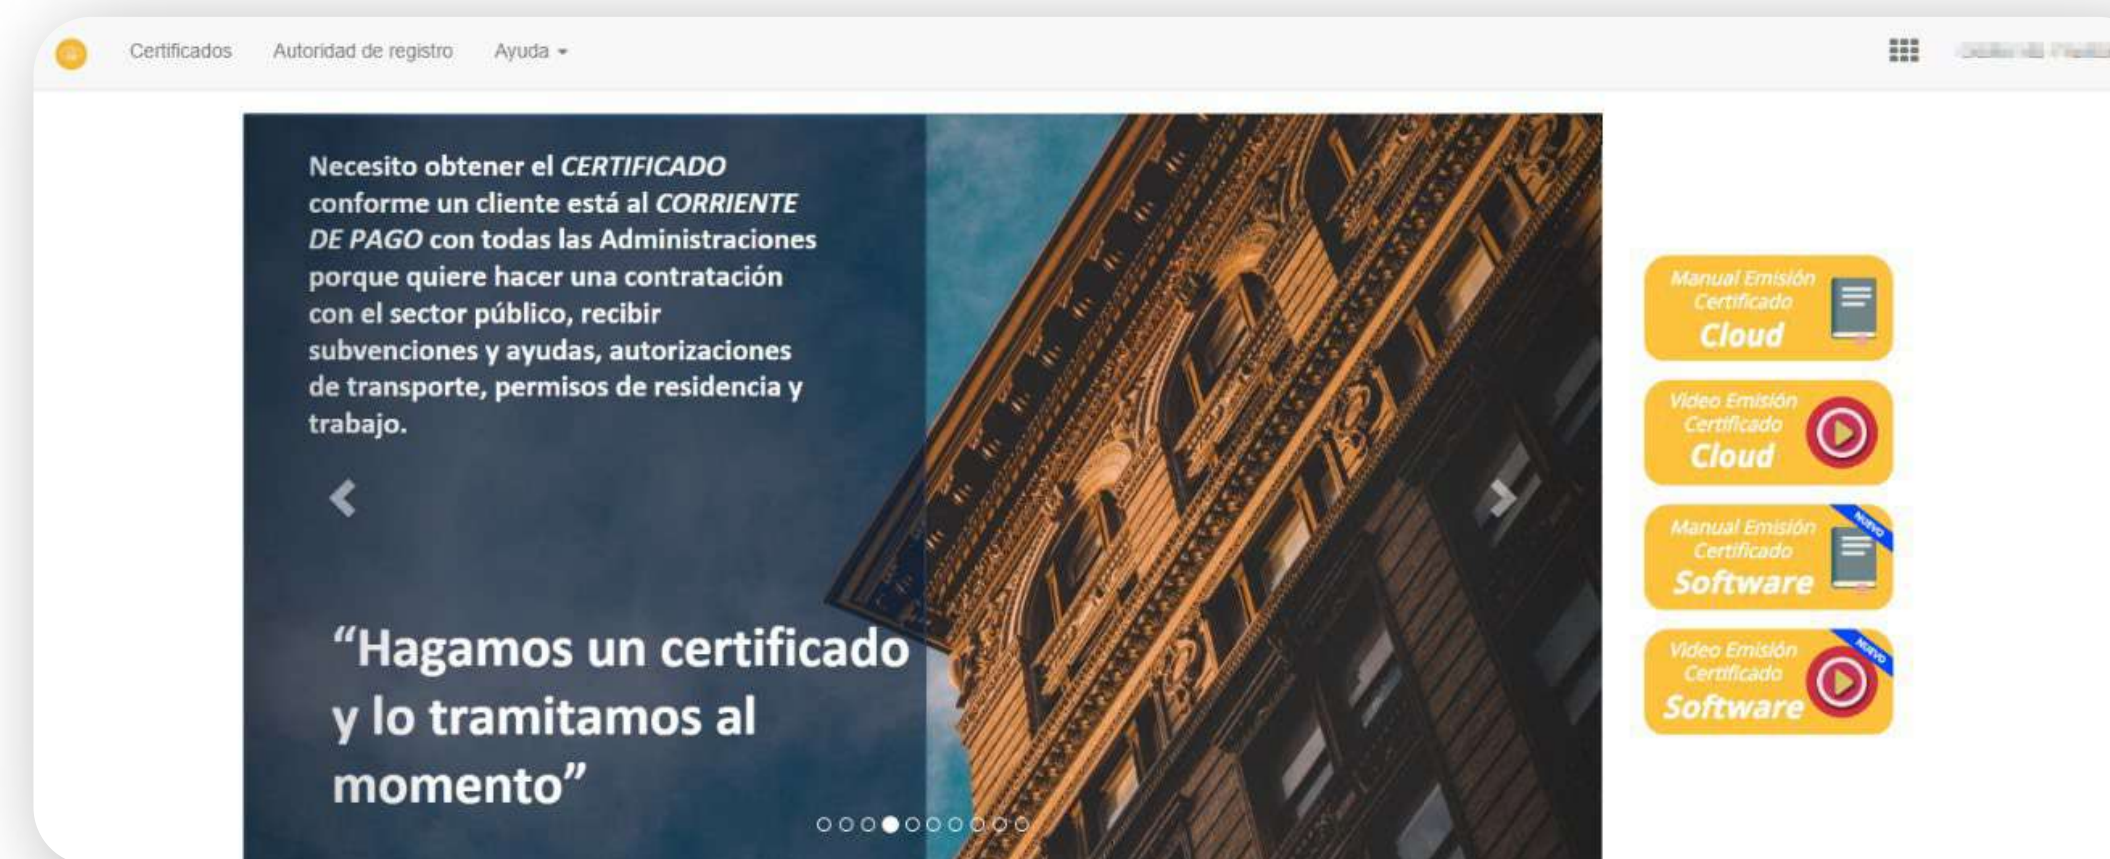 Certificados
Autoridad de registro
Ayuda
Necesito obtener el CERTIFICADO
conforme un cliente está al CORRIENTE
DE PAGO con todas las Administraciones
porque quiere hacer una contratación
con el sector público, recibir
subvenciones y ayudas, autorizaciones
de transporte, permisos de residencia y
trabajo.
“Hagamos un certificado
y lo tramitamos al
momento”
Manual Emisión
Certificado
Cloud
Video Emisión
Certificado
Cloud
NUEVO
Manual Emisión
Certificado
Software
NUEVO
Video Emisión
Certificado
Software